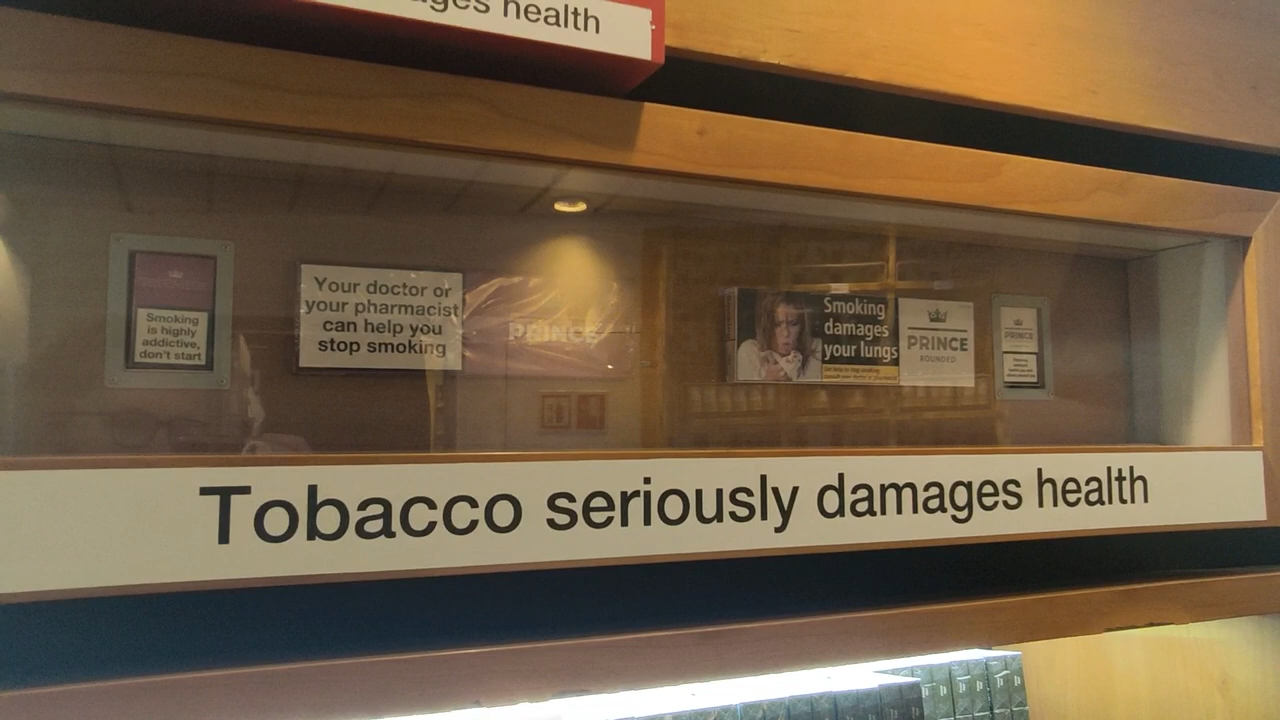 health
Smoking
is highly
addictive,
don't start
Your doctor or
your pharmacist
can help you
stop smoking
PRINCE
Smoking
damages
your lungs
PRINCE
ROUNDED
PRINCE
Tobacco seriously damages health